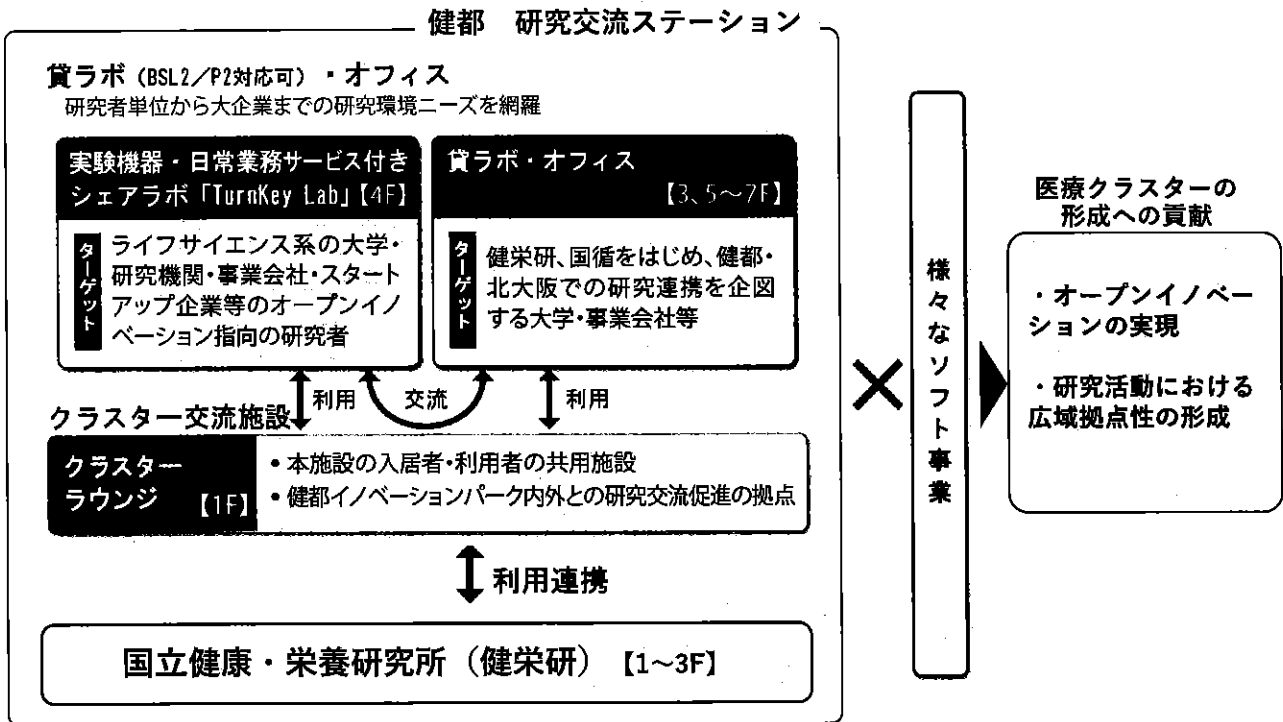 健都　研究交流ステーション
貸ラボ（BSL2／P2対応可）・オフィス
研究者単位から大企業までの研究環境ニーズを網羅
実験機器・日常業務サービス付き
シェアラボ「TurnKey Lab」【4F】
ターゲット
ライフサイエンス系の大学・
研究機関・事業会社・スタート
アップ企業等のオープンイノ
ベーション指向の研究者
貸ラボ・オフィス
【3、5〜7F】
ターゲット
健栄研、国循をはじめ、健都・
北大阪での研究連携を企図
する大学・事業会社等
利用
交流
利用
クラスター交流施設
クラスター
ラウンジ 【1F】
・本施設の入居者・利用者の共用施設
・健都イノベーションパーク内外との研究交流促進の拠点
利用連携
国立健康・栄養研究所（健栄研）【1〜3F】
様々なソフト事業
医療クラスターの
形成への貢献
・オープンイノベー
ションの実現
・研究活動における
広域拠点性の形成